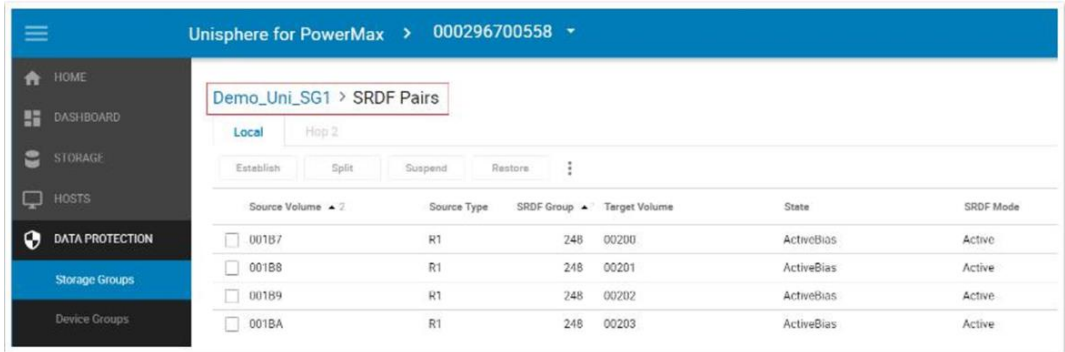 Unisphere for PowerMax > 000296700558
HOME
DASHBOARD
STORAGE
HOSTS
DATA PROTECTION
Storage Groups
Device Groups
Demo_Uni_SG1 > SRDF Pairs
Local Hop 2
Establish Split Suspend Restore
Source Volume ▲ 2 Source Type SRDF Group ▲ Target Volume State SRDF Mode
001B7 R1 248 00200 ActiveBias Active
001B8 R1 248 00201 ActiveBias Active
001B9 R1 248 00202 ActiveBias Active
001BA R1 248 00203 ActiveBias Active